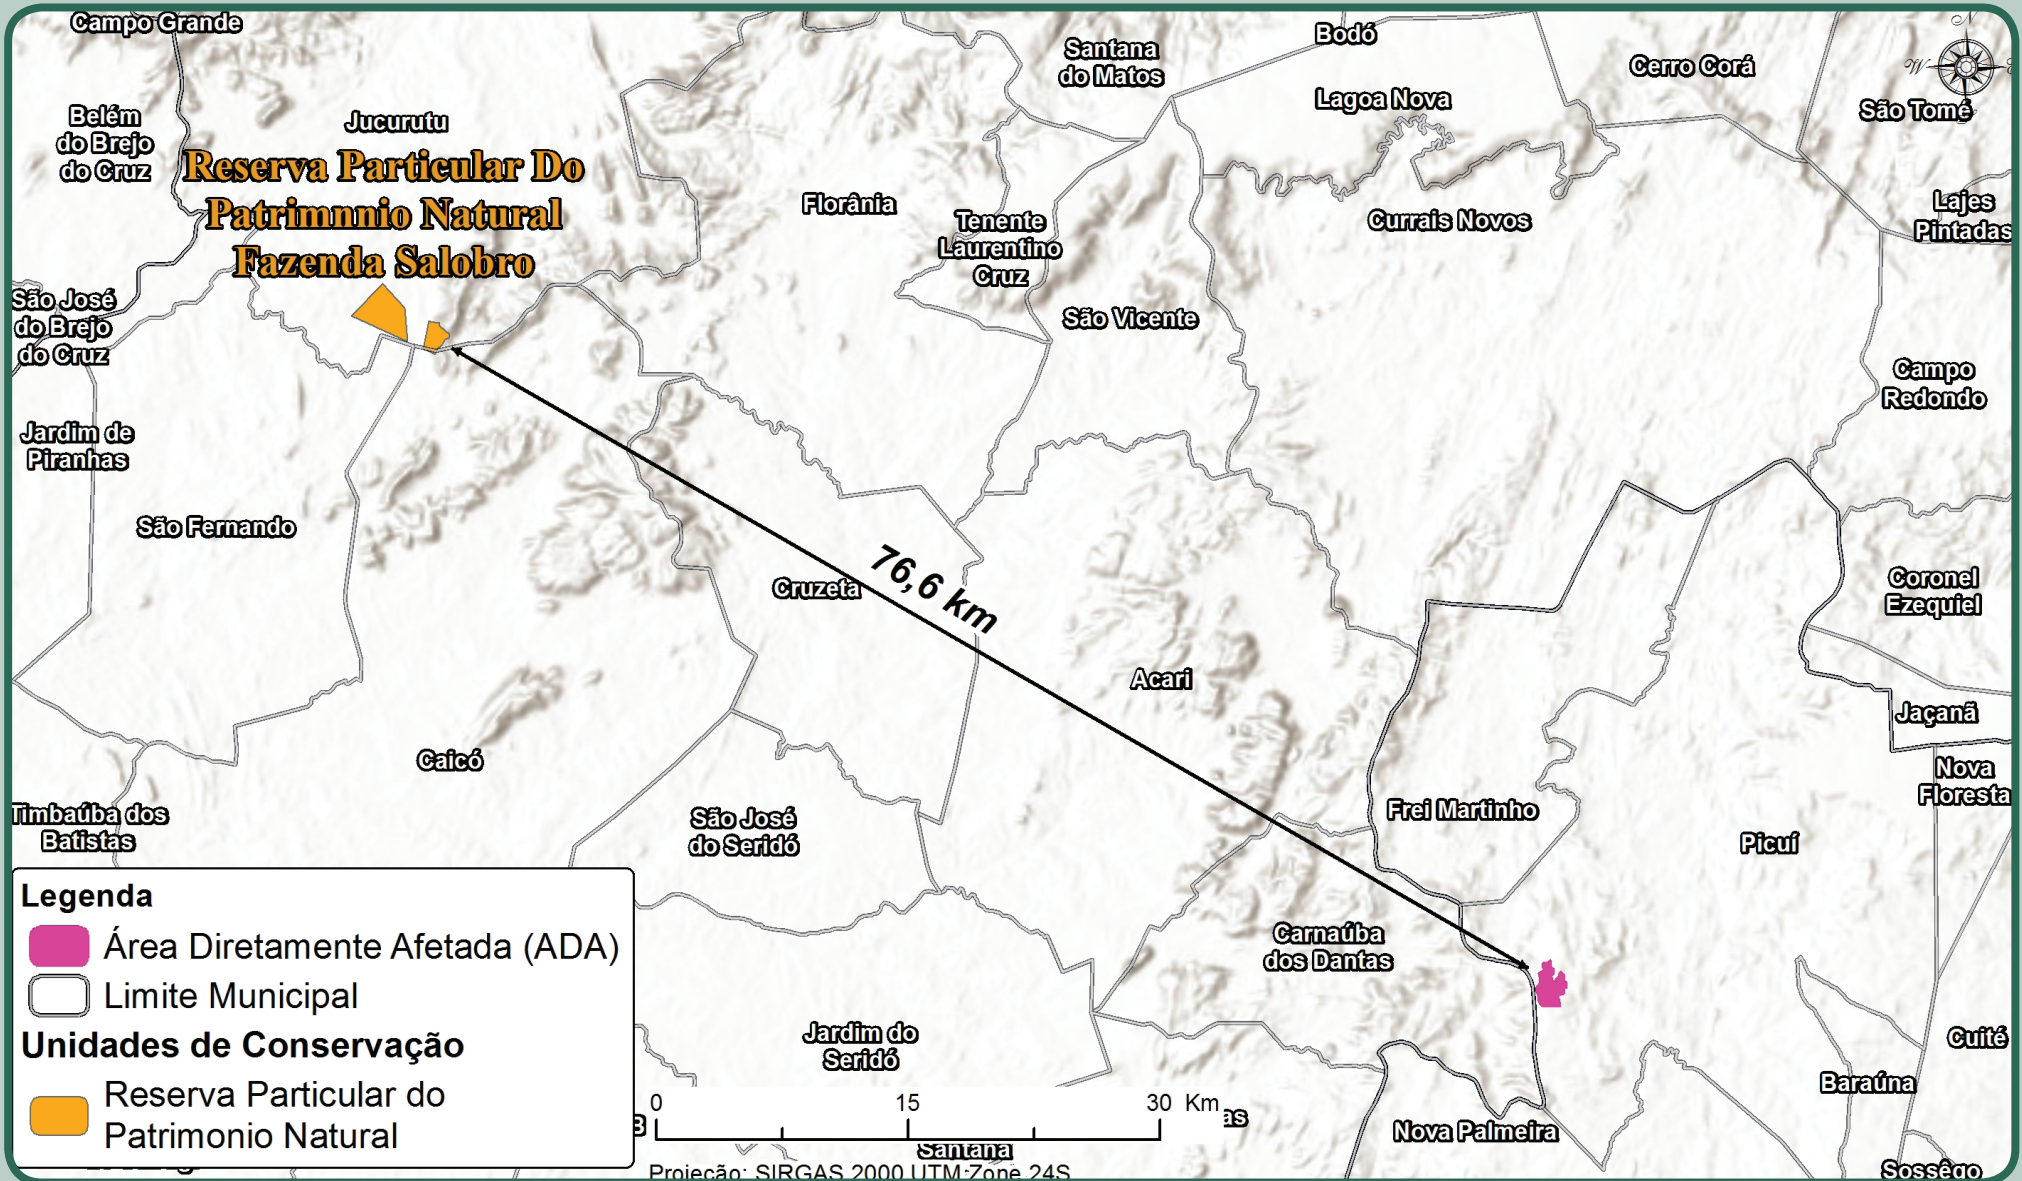 Campo Grande
Bodó
Santana
do Matos
Cerro Corá
N
W
Lagoa Nova
São Tomé
Belém
do Brejo
do Cruz
Jucurutu
Reserva Particular Do
Patrimnnio Natural
Fazenda Salobro
Florânia
Tenente
Laurentino
Cruz
Currais Novos
Lajes
Pintadas
São José
do Brejo
do Cruz
São Vicente
Campo
Redondo
Jardim de
Piranhas
São Fernando
76,6 km
Cruzeta
Coronel
Ezequiel
Acari
Jaçanã
Caicó
Nova
Floresta
Timbaúba dos
Batistas
São José
do Seridó
Frei Martinho
Picuí
Carnaúba
dos Dantas
Jardim do
Seridó
Cuité
Baraúna
Nova Palmeira
Santana
Sossêgo
as
B
Legenda
Área Diretamente Afetada (ADA)
Limite Municipal
Unidades de Conservação
Reserva Particular do
Patrimonio Natural
0 15 30 Km
Projeção: SIRGAS 2000 UTM Zone 24S